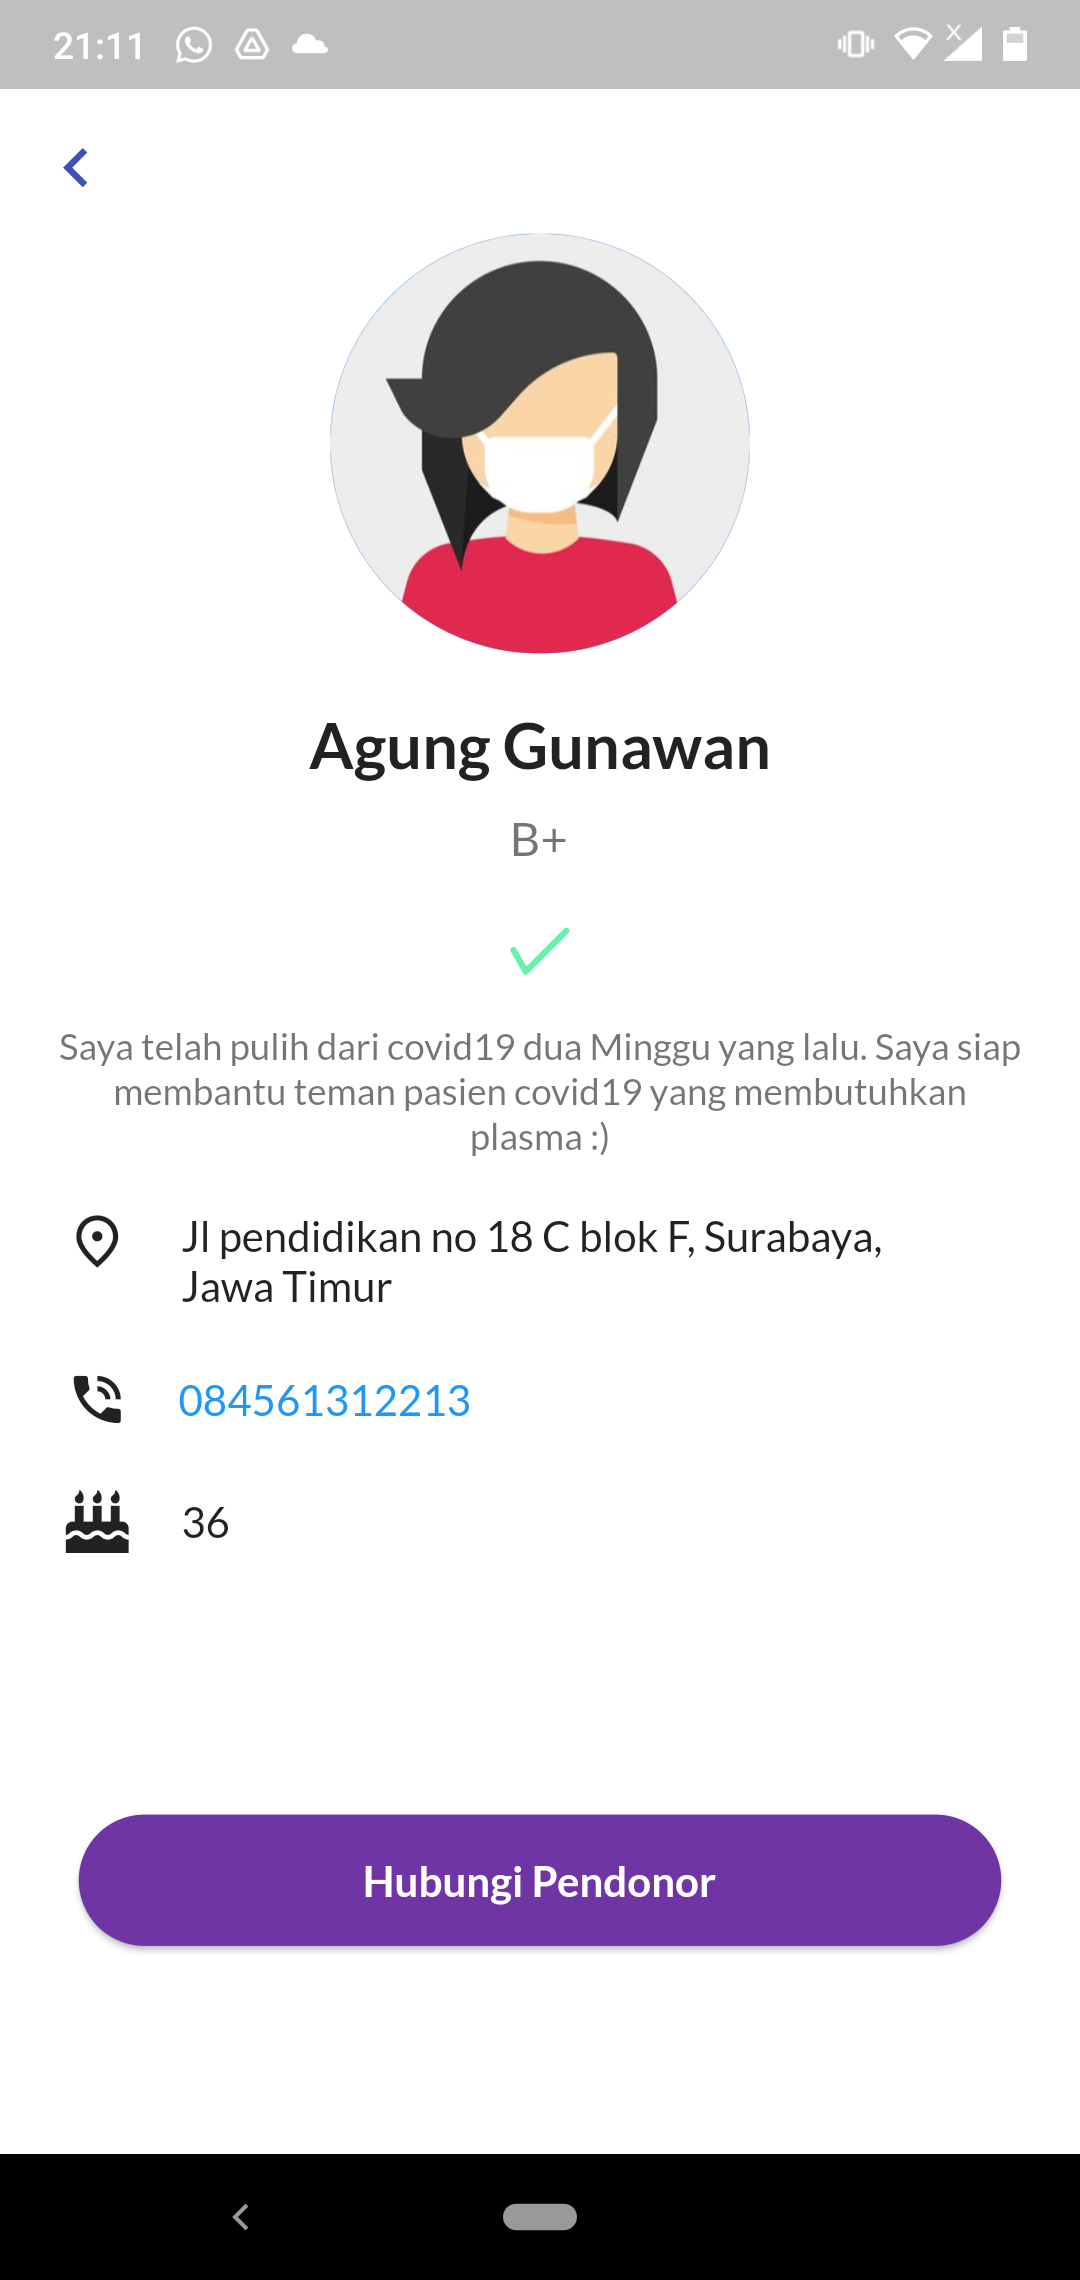 21:11
Agung Gunawan
B+
Saya telah pulih dari covid19 dua Minggu yang lalu. Saya siap
membantu teman pasien covid19 yang membutuhkan
plasma :)
Jl pendidikan no 18 C blok F, Surabaya,
Jawa Timur
084561312213
36
Hubungi Pendonor